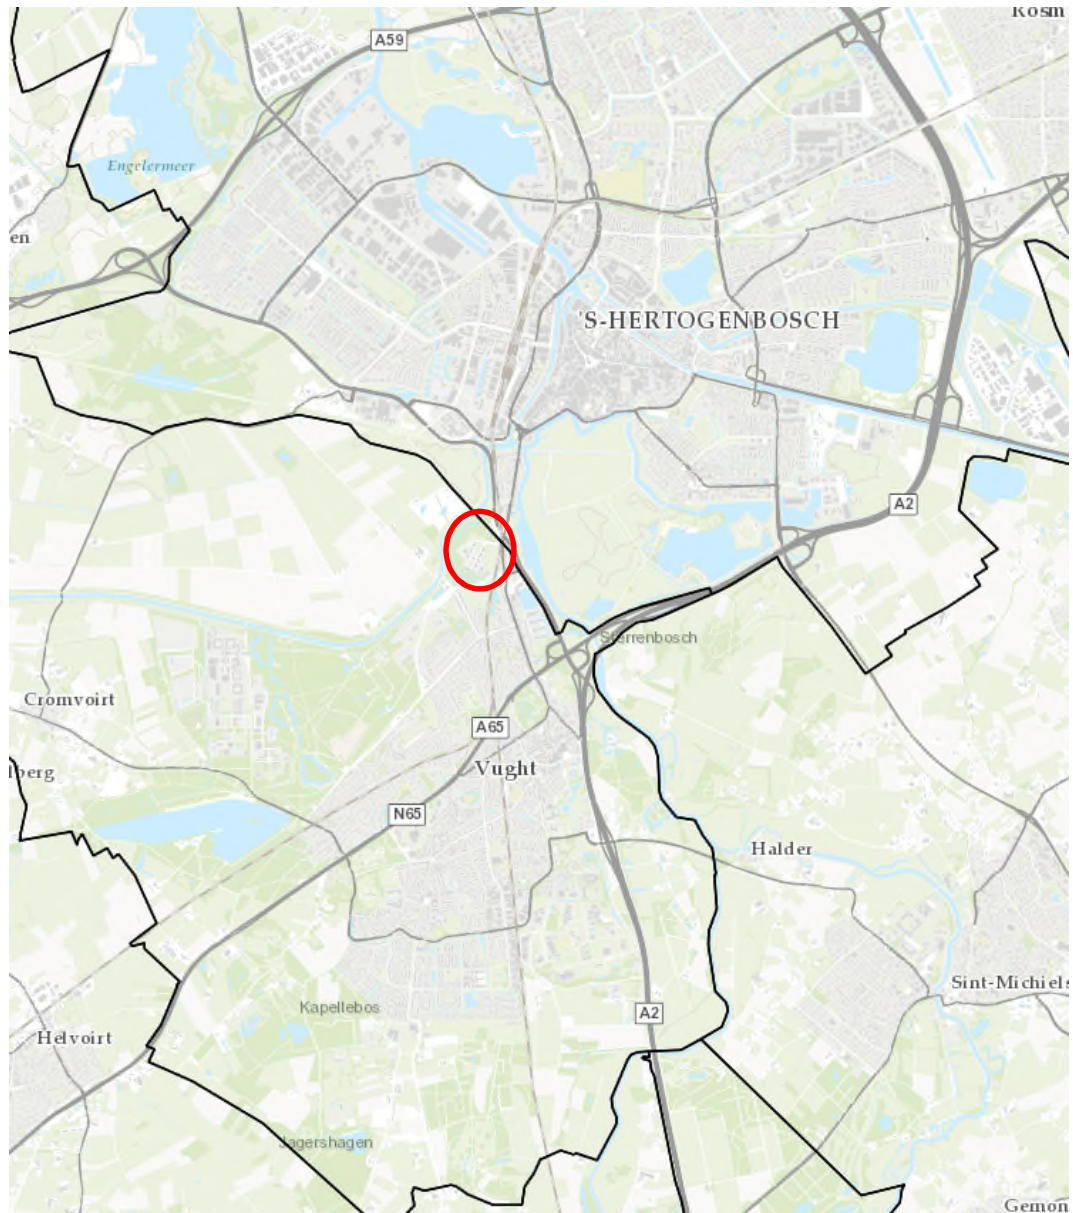 Rosm
A59
Engelermeer
en
'S-HERTOGENBOSCH
A2
Sterrenbosch
Cromvoirt
A65
Vught
lberg
N65
Halder
Sint-Michiels
Kapellebos
A2
Helvoirt
Jagershagen
Gemon